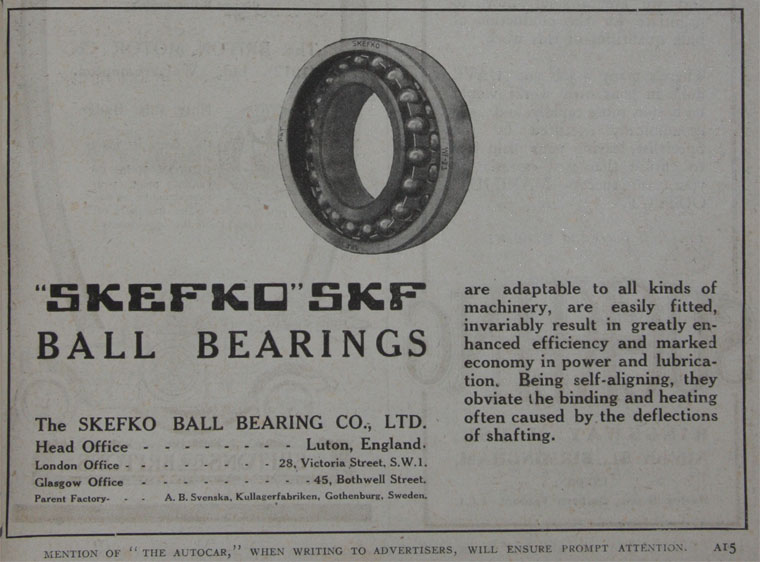 SKEFKO
"SKEFKO" SKF
BALL BEARINGS
The SKEFKO BALL BEARING CO., LTD.
Head Office - - - - - - - Luton, England.
London Office - - - - - - - - 28, Victoria Street, S.W.1.
Glasgow Office - - - - - - - - 45, Bothwell Street.
Parent Factory- - - A. B. Svenska, Kullagerfabriken, Gothenburg, Sweden.
are adaptable to all kinds of
machinery, are easily fitted,
invariably result in greatly en-
hanced efficiency and marked
economy in power and lubrica-
tion. Being self-aligning, they
obviate the binding and heating
often caused by the deflections
of shafting.
MENTION OF "THE AUTOCAR," WHEN WRITING TO ADVERTISERS, WILL ENSURE PROMPT ATTENTION. A15